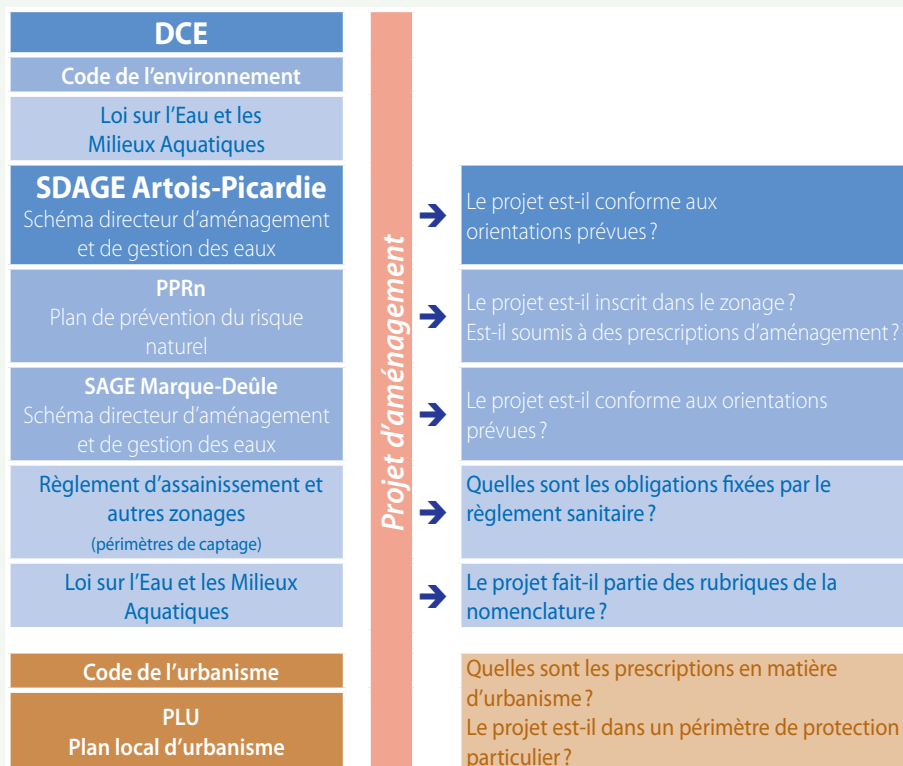 DCE
Code de l'environnement
Loi sur l'Eau et les
Milieux Aquatiques
SDAGE Artois-Picardie
Schéma directeur d'aménagement
et de gestion des eaux
PPRn
Plan de prévention du risque
naturel
SAGE Marque-Deûle
Schéma directeur d'aménagement
et de gestion des eaux
Règlement d'assainissement et
autres zonages
(périmètres de captage)
Loi sur l'Eau et les Milieux
Aquatiques
Code de l'urbanisme
PLU
Plan local d'urbanisme
Projet d'aménagement
Le projet est-il conforme aux
orientations prévues ?
Le projet est-il inscrit dans le zonage ?
Est-il soumis à des prescriptions d'aménagement ?
Le projet est-il conforme aux orientations
prévues ?
Quelles sont les obligations fixées par le
règlement sanitaire ?
Le projet fait-il partie des rubriques de la
nomenclature ?
Quelles sont les prescriptions en matière
d'urbanisme ?
Le projet est-il dans un périmètre de protection
particulier ?